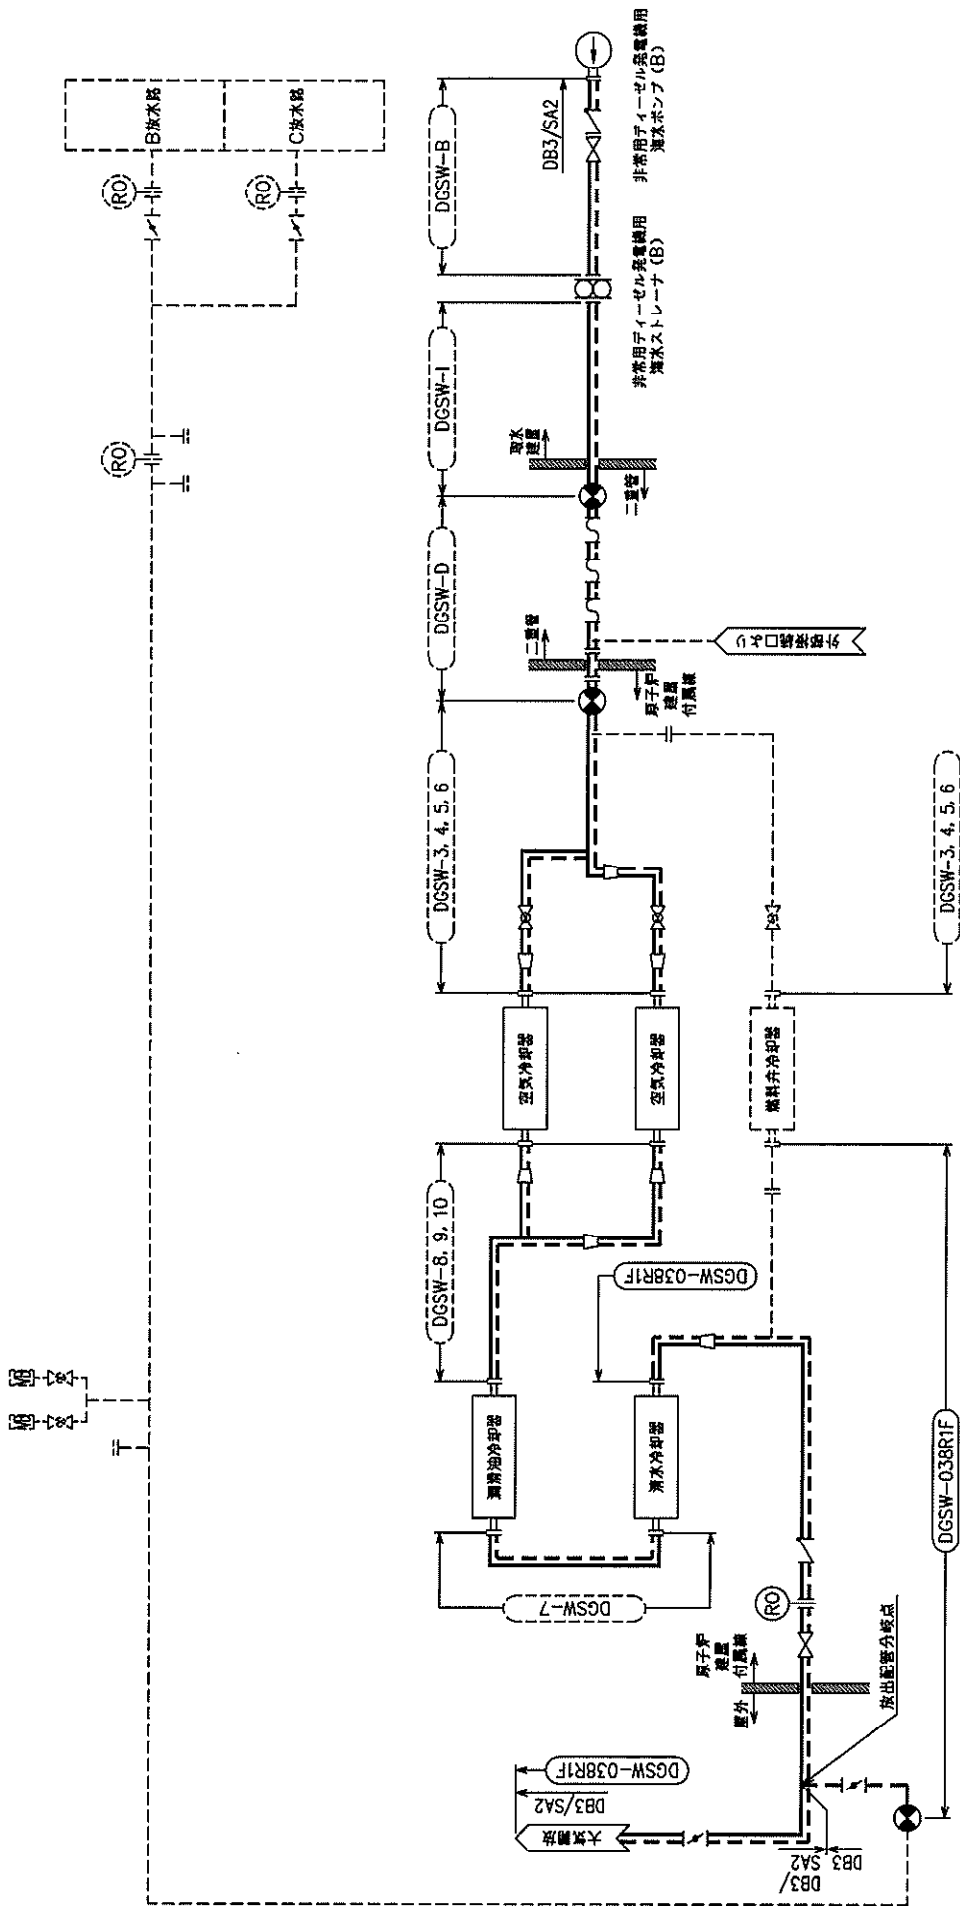 B放水路
C放水路
RO
RO
RO
DGSW-B
DB3/SA2
非常用ディーゼル発電機用
海水ポンプ(B)
非常用ディーゼル発電機用
海水ストレーナ(B)
DGSW-1
取水
建屋
二重管
DGSW-D
二重管
原子炉
建屋
付属棟
外部接続口より
DGSW-3, 4, 5, 6
DGSW-3, 4, 5, 6
空気冷却器
空気冷却器
燃料弁冷却器
DGSW-8, 9, 10
DGSW-038R1F
潤滑油冷却器
清水冷却器
DGSW-7
RO
原子炉
建屋
付属棟
屋外
放出配管分岐点
DGSW-038R1F
DGSW-038R1F
DB3/SA2
大気開放
DB3/
SA2
DB3